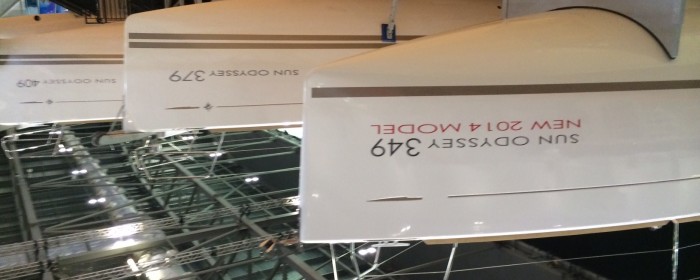 SUN ODYSSEY 349
NEW 2014 MODEL
SUN ODYSSEY 379
SUN ODYSSEY 409